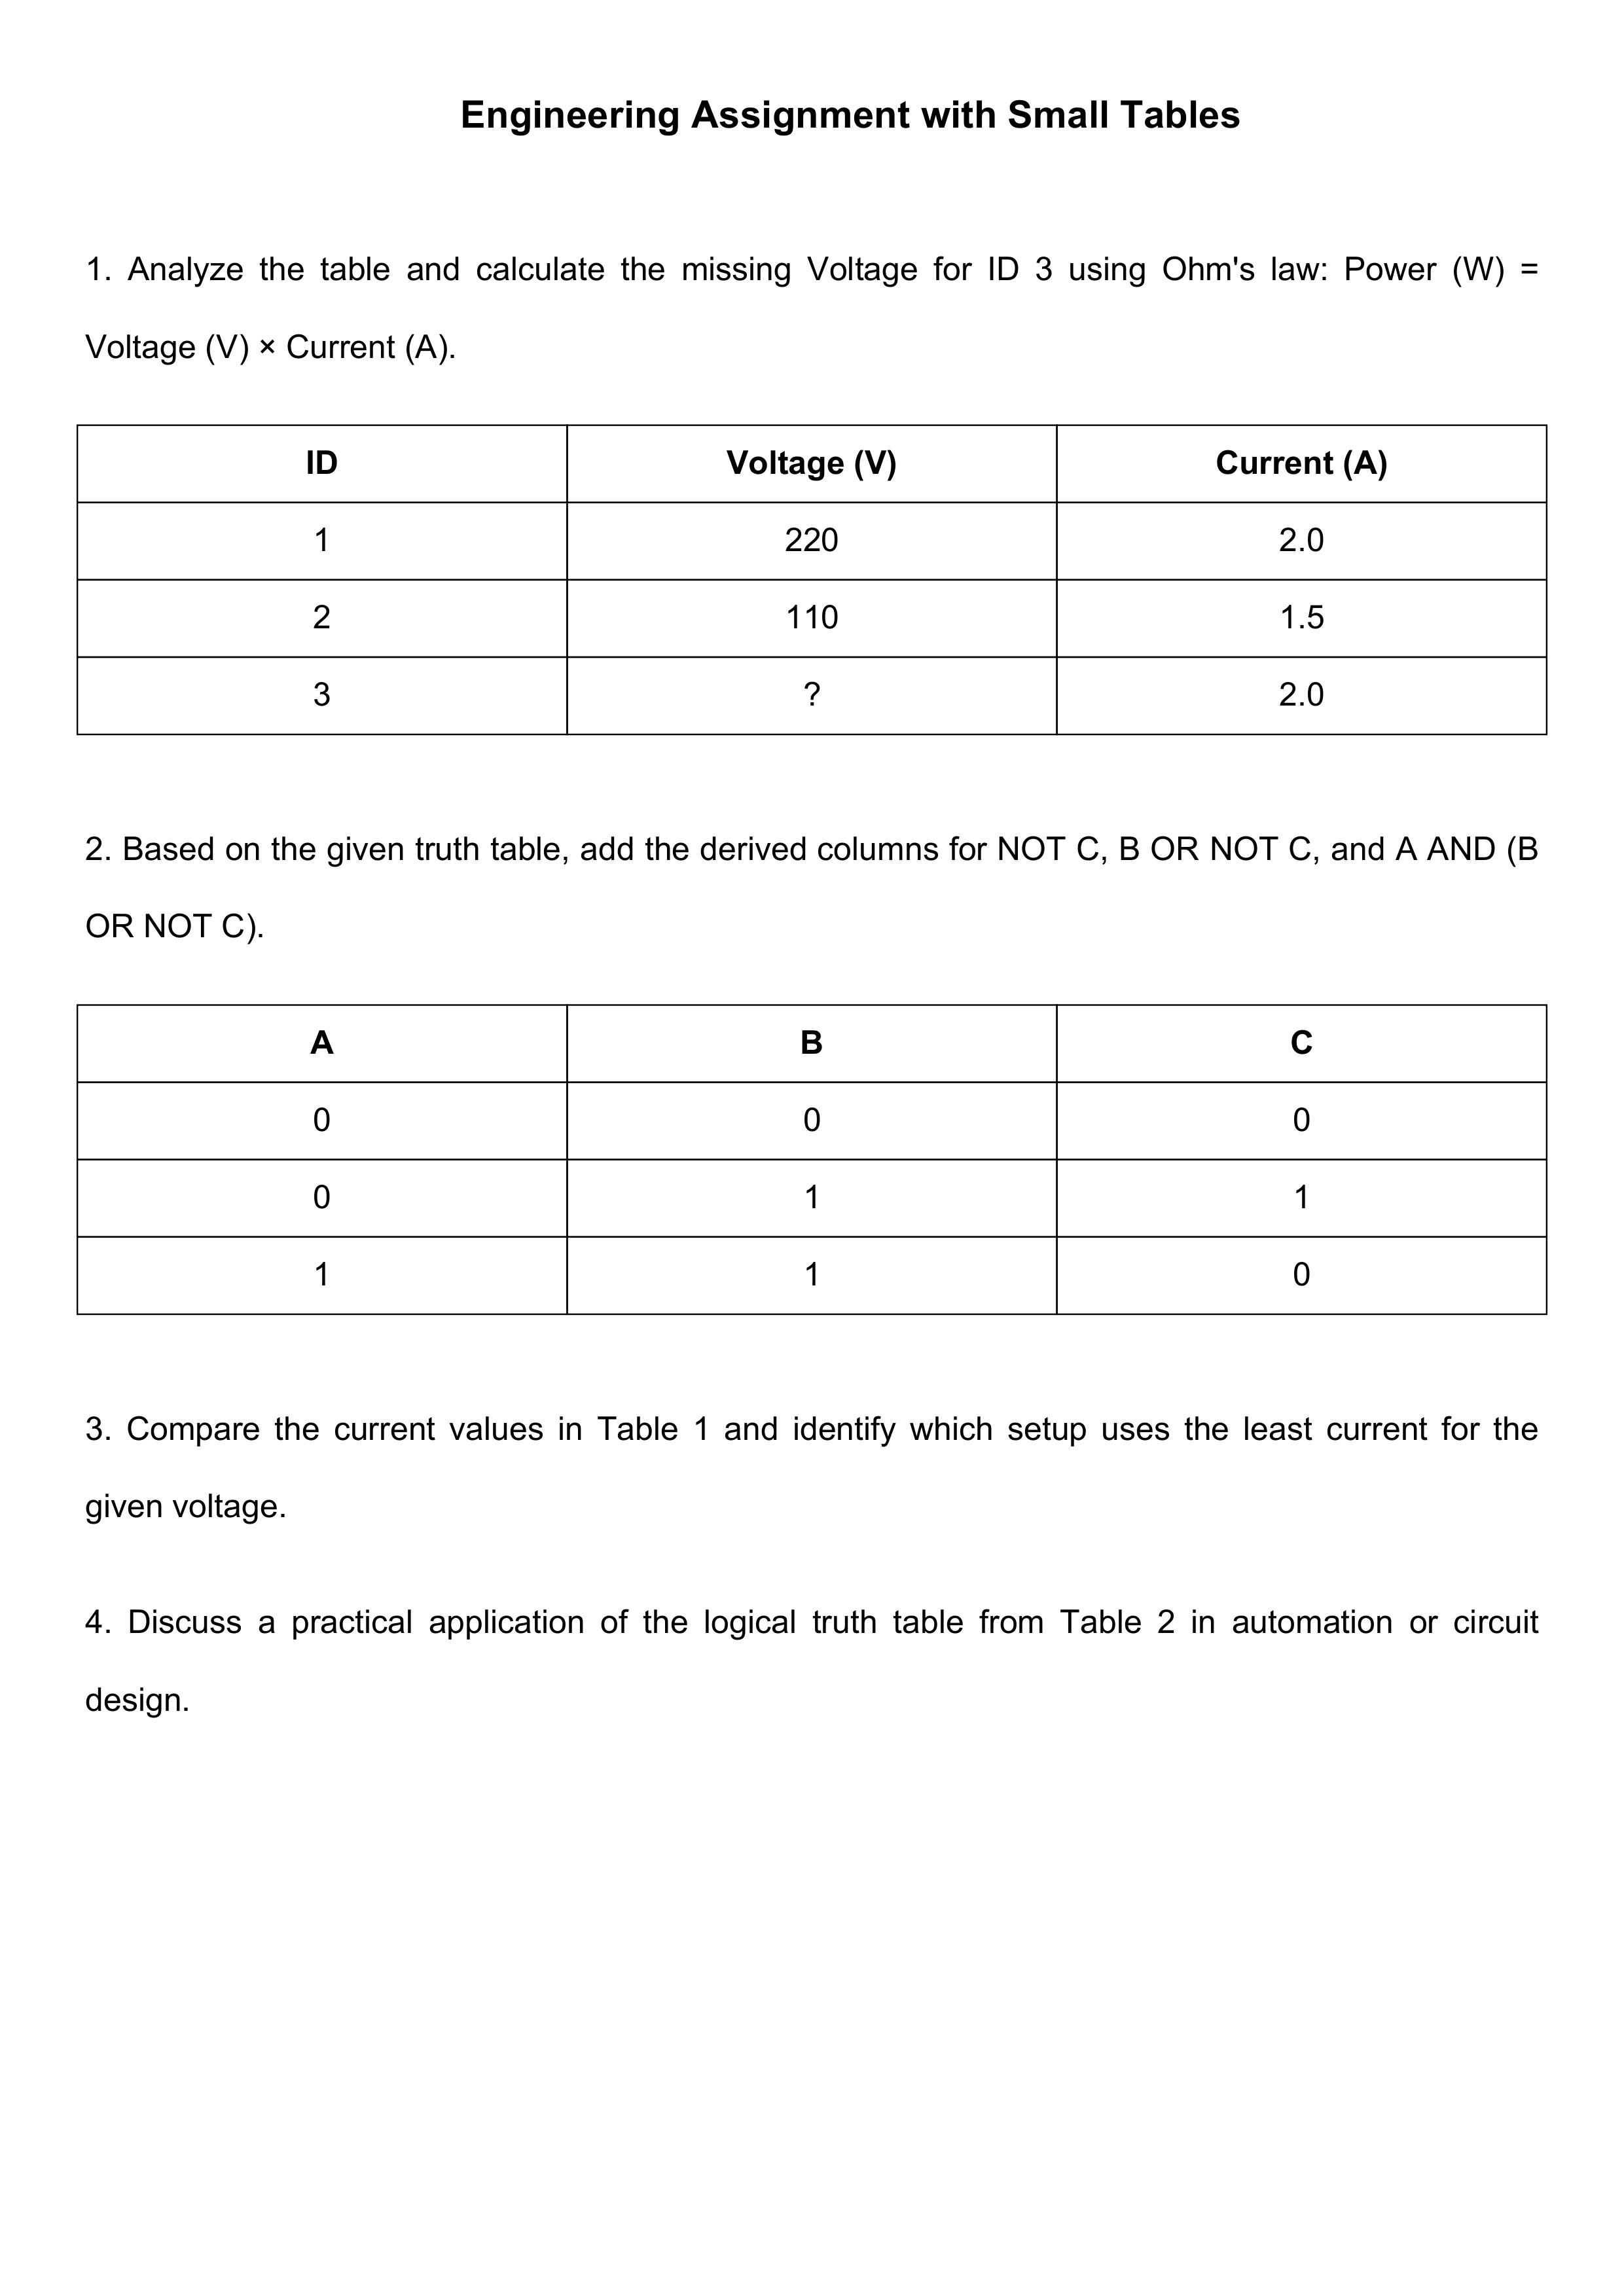 Engineering Assignment with Small Tables
1. Analyze the table and calculate the missing Voltage for ID 3 using Ohm's law: Power (W) =
Voltage (V) × Current (A).
ID Voltage (V) Current (A)
1 220 2.0
2 110 1.5
3 ? 2.0
2. Based on the given truth table, add the derived columns for NOT C, B OR NOT C, and A AND (B
OR NOT C).
A B C
0 0 0
0 1 1
1 1 0
3. Compare the current values in Table 1 and identify which setup uses the least current for the
given voltage.
4. Discuss a practical application of the logical truth table from Table 2 in automation or circuit
design.